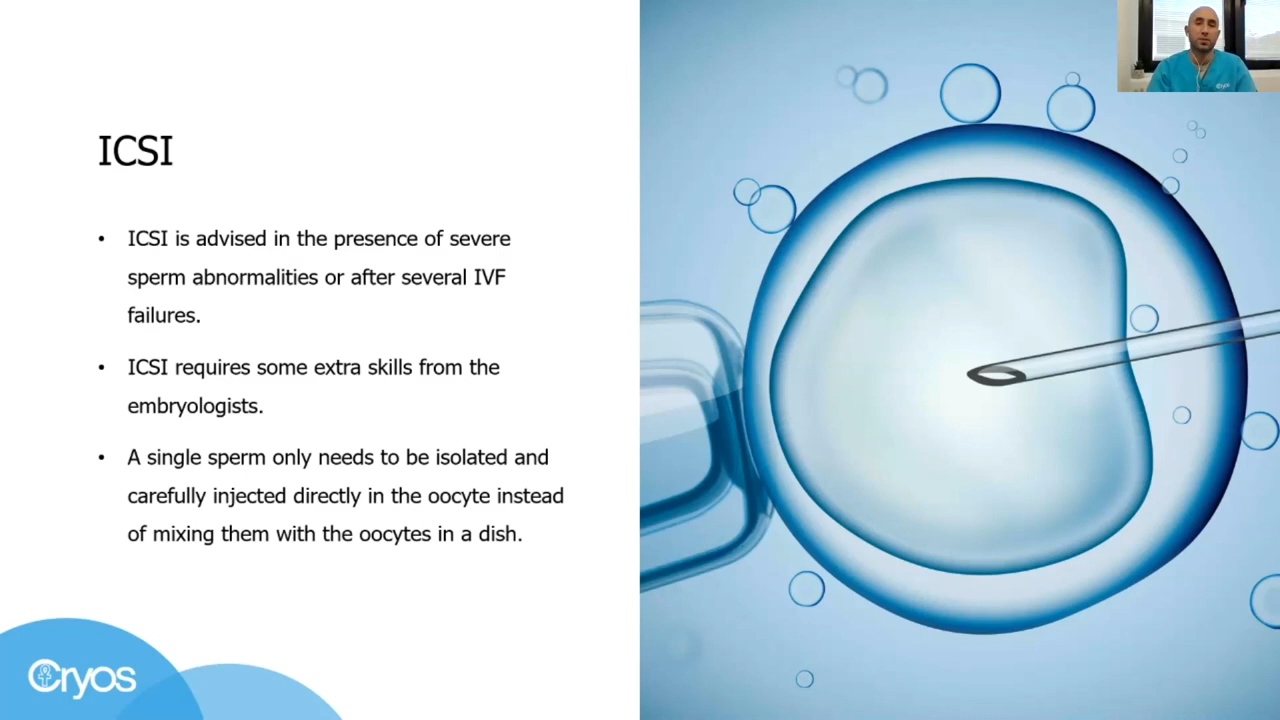 ICSI
• ICSI is advised in the presence of severe
sperm abnormalities or after several IVF
failures.
• ICSI requires some extra skills from the
embryologists.
• A single sperm only needs to be isolated and
carefully injected directly in the oocyte instead
of mixing them with the oocytes in a dish.
Cryos
Cryos